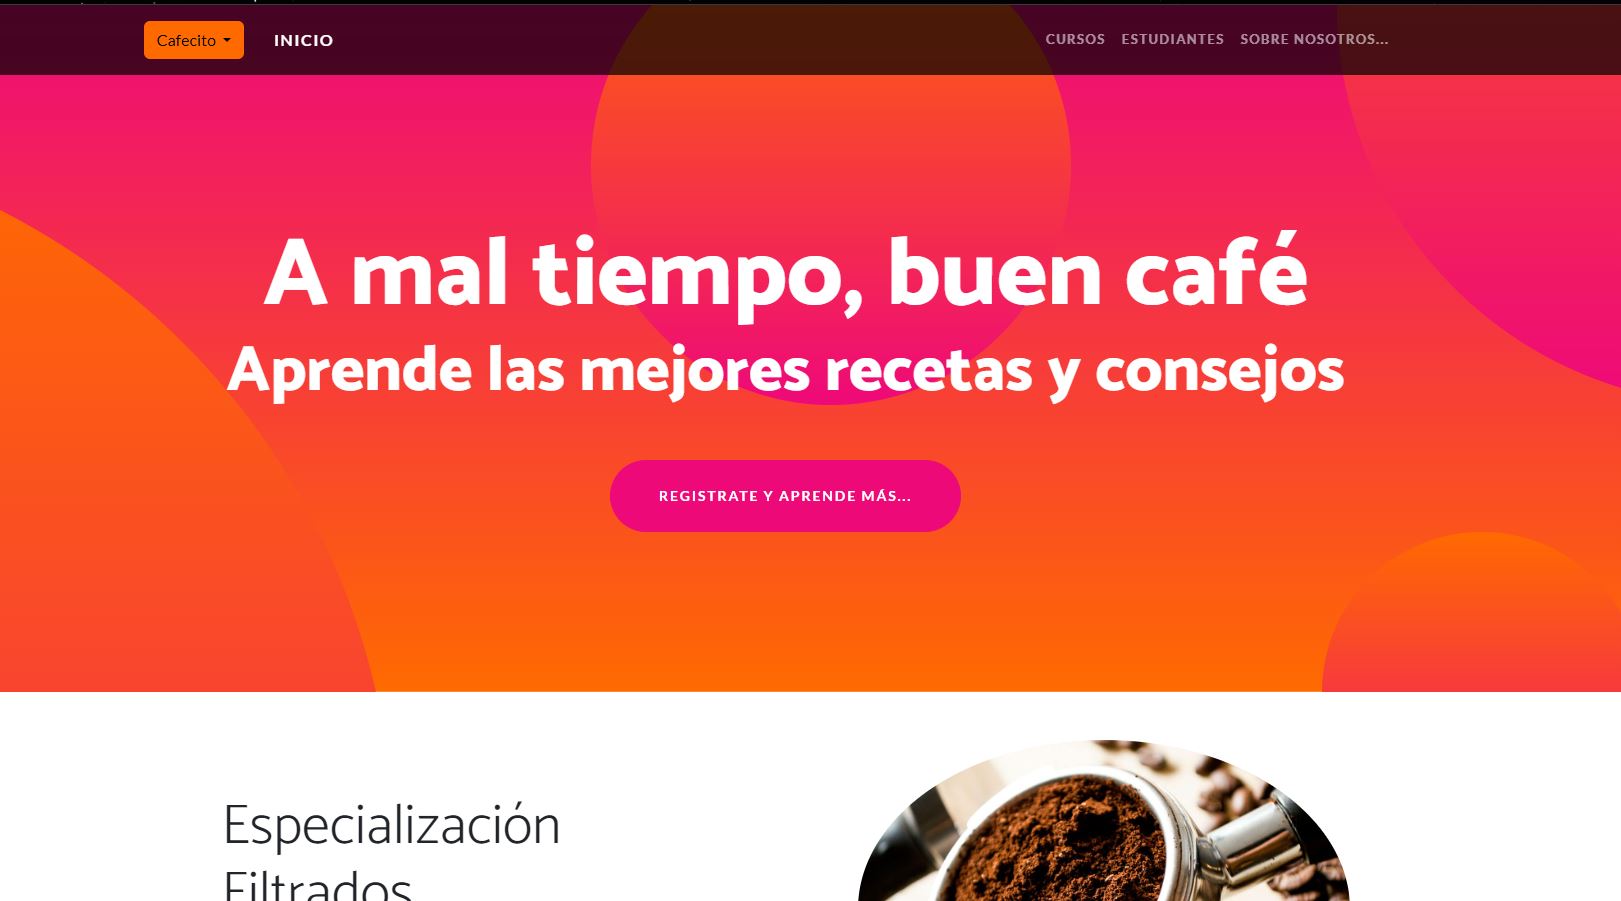 Cafecito
INICIO
CURSOS
ESTUDIANTES
SOBRE NOSOTROS...
A mal tiempo, buen café
Aprende las mejores recetas y consejos
REGISTRATE Y APRENDE MÁS...
Especialización
Filtrados